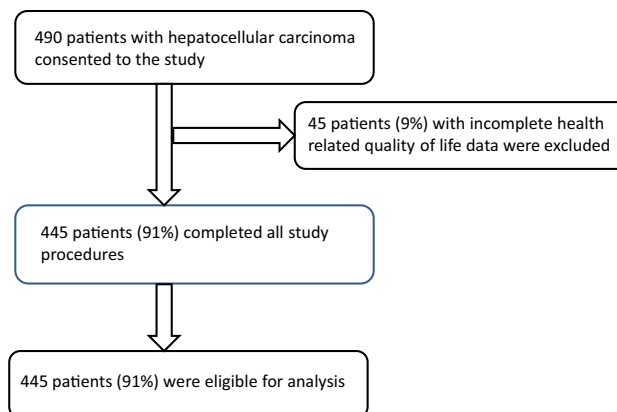 490 patients with hepatocellular carcinoma
consented to the study
45 patients (9%) with incomplete health
related quality of life data were excluded
445 patients (91%) completed all study
procedures
445 patients (91%) were eligible for analysis